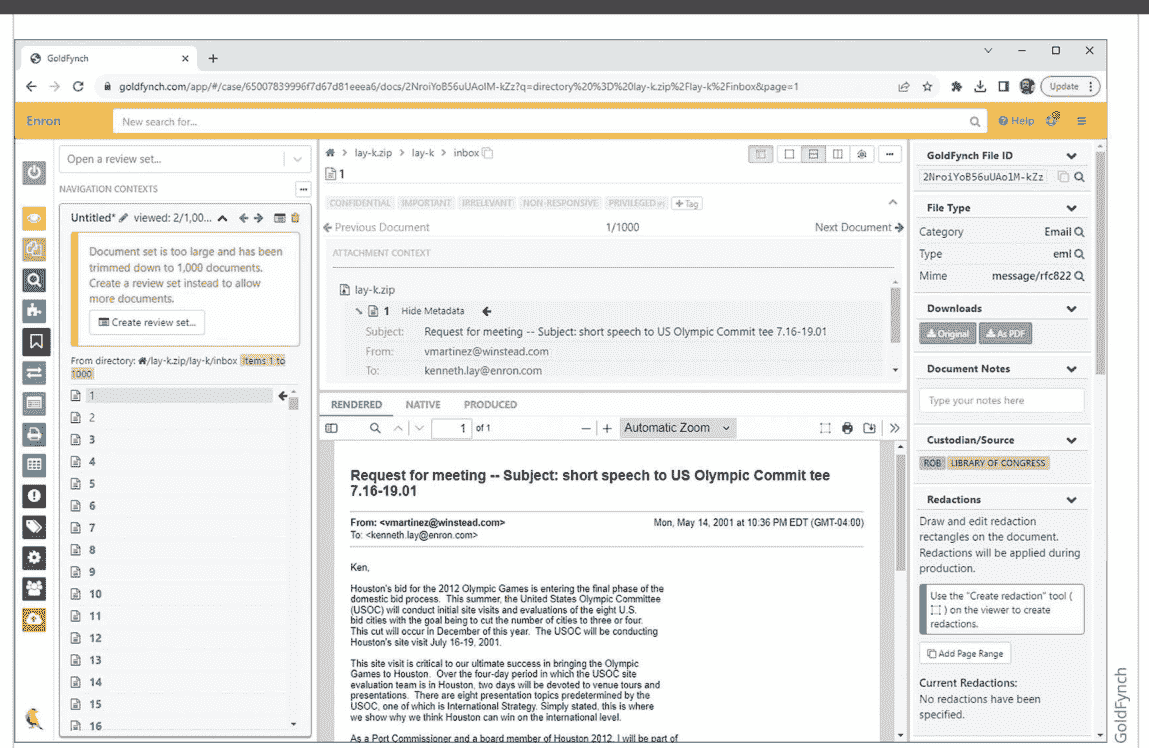 GoldFynch
goldfynch.com/app/#/case/65007839996f7d67d81eeea6/docs/2NroiYoB56uUAoIM-kZz?q=directory%20%3D%20lay-k.zip%2Flay-k%2Finbox&page=1
Update
Enron
New search for...
Help
Open a review set...
NAVIGATION CONTEXTS
Untitled* viewed: 2/1,00...
Document set is too large and has been
trimmed down to 1,000 documents.
Create a review set instead to allow
more documents.
Create review set...
From directory: /lay-k.zip/lay-k/inbox items 1 to
1000
1
2
3
4
5
6
7
8
9
10
11
12
13
14
15
16
lay-k.zip > lay-k > inbox
1
CONFIDENTIAL IMPORTANT IRRELEVANT NON-RESPONSIVE PRIVILEGED (P) + Tag
Previous Document 1/1000 Next Document
ATTACHMENT CONTEXT
lay-k.zip
1 Hide Metadata
Subject: Request for meeting -- Subject: short speech to US Olympic Commit tee 7.16-19.01
From: vmartinez@winstead.com
To: kenneth.lay@enron.com
RENDERED NATIVE PRODUCED
1 of 1 Automatic Zoom
Request for meeting -- Subject: short speech to US Olympic Commit tee
7.16-19.01
From: <vmartinez@winstead.com> Mon, May 14, 2001 at 10:36 PM EDT (GMT-04:00)
To: <kenneth.lay@enron.com>
Ken,
Houston's bid for the 2012 Olympic Games is entering the final phase of the
domestic bid process. This summer, the United States Olympic Committee
(USOC) will conduct initial site visits and evaluations of the eight U.S.
bid cities with the goal being to cut the number of cities to three or four.
This cut will occur in December of this year. The USOC will be conducting
Houston's site visit July 16-19, 2001.
This site visit is critical to our ultimate success in bringing the Olympic
Games to Houston. Over the four-day period in which the USOC site
evaluation team is in Houston, two days will be devoted to venue tours and
presentations. There are eight presentation topics predetermined by the
USOC, one of which is International Strategy. Simply stated, this is where
we show why we think Houston can win on the international level.
As a Port Commissioner and a board member of Houston 2012, I will be part of
GoldFynch File ID
2NroiYoB56uUAo1M-kZz
File Type
Category Email
Type eml
Mime message/rfc822
Downloads
Original As PDF
Document Notes
Type your notes here
Custodian/Source
ROB LIBRARY OF CONGRESS
Redactions
Draw and edit redaction
rectangles on the document.
Redactions will be applied during
production.
Use the "Create redaction" tool (
) on the viewer to create
redactions.
Add Page Range
Current Redactions:
No redactions have been
specified.
GoldFynch